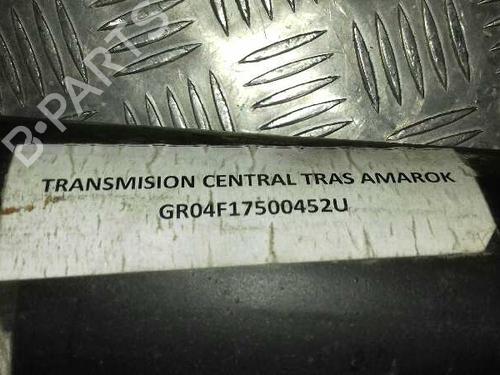 B-PARTS
TRANSMISION CENTRAL TRAS AMAROK
GR04F17500452U